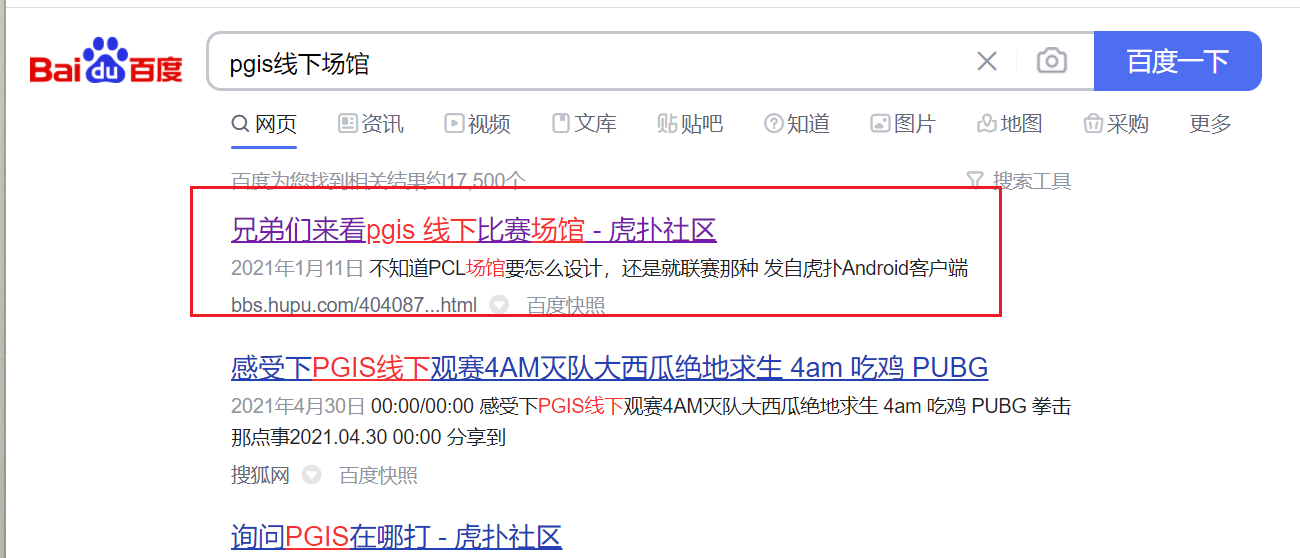 Bai du 百度 pgis线下场馆 百度一下
网页 资讯 视频 文库 贴吧 知道 图片 地图 采购 更多
百度为您找到相关结果约17,500个 搜索工具
兄弟们来看pgis 线下比赛场馆 - 虎扑社区
2021年1月11日 不知道PCL场馆要怎么设计，还是就联赛那种 发自虎扑Android客户端
bbs.hupu.com/404087...html 百度快照
感受下PGIS线下观赛4AM灭队大西瓜绝地求生 4am 吃鸡 PUBG
2021年4月30日 00:00/00:00 感受下PGIS线下观赛4AM灭队大西瓜绝地求生 4am 吃鸡 PUBG 拳击
那点事2021.04.30 00:00 分享到
搜狐网 百度快照
询问PGIS在哪打 - 虎扑社区